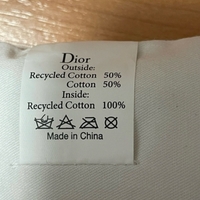 Dior
Outside:
Recycled Cotton 50%
Cotton 50%
Inside:
Recycled Cotton 100%
Made in China